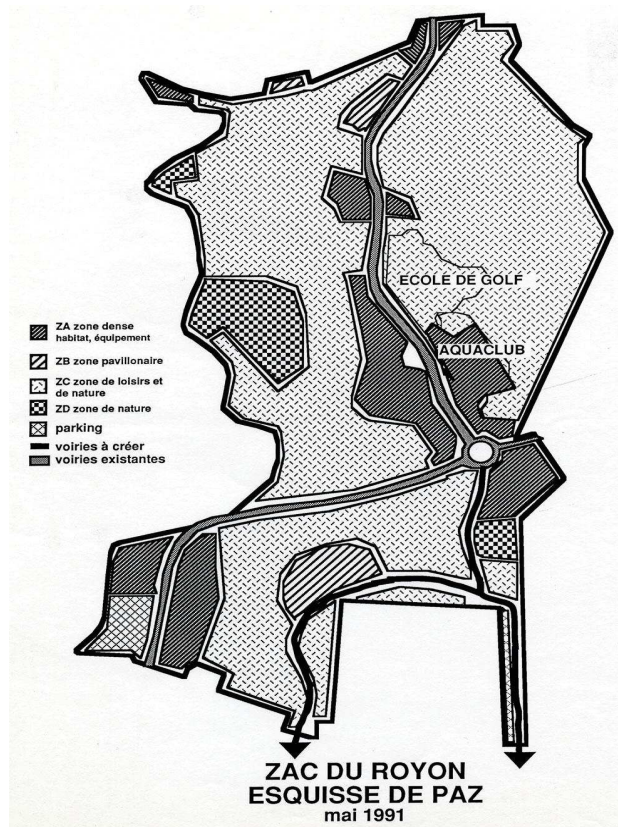 ECOLE DE GOLF
AQUACLUB
ZA zone dense
habitat, équipement
ZB zone pavillonaire
ZC zone de loisirs et
de nature
ZD zone de nature
parking
voiries à créer
voiries existantes
ZAC DU ROYON
ESQUISSE DE PAZ
mai 1991